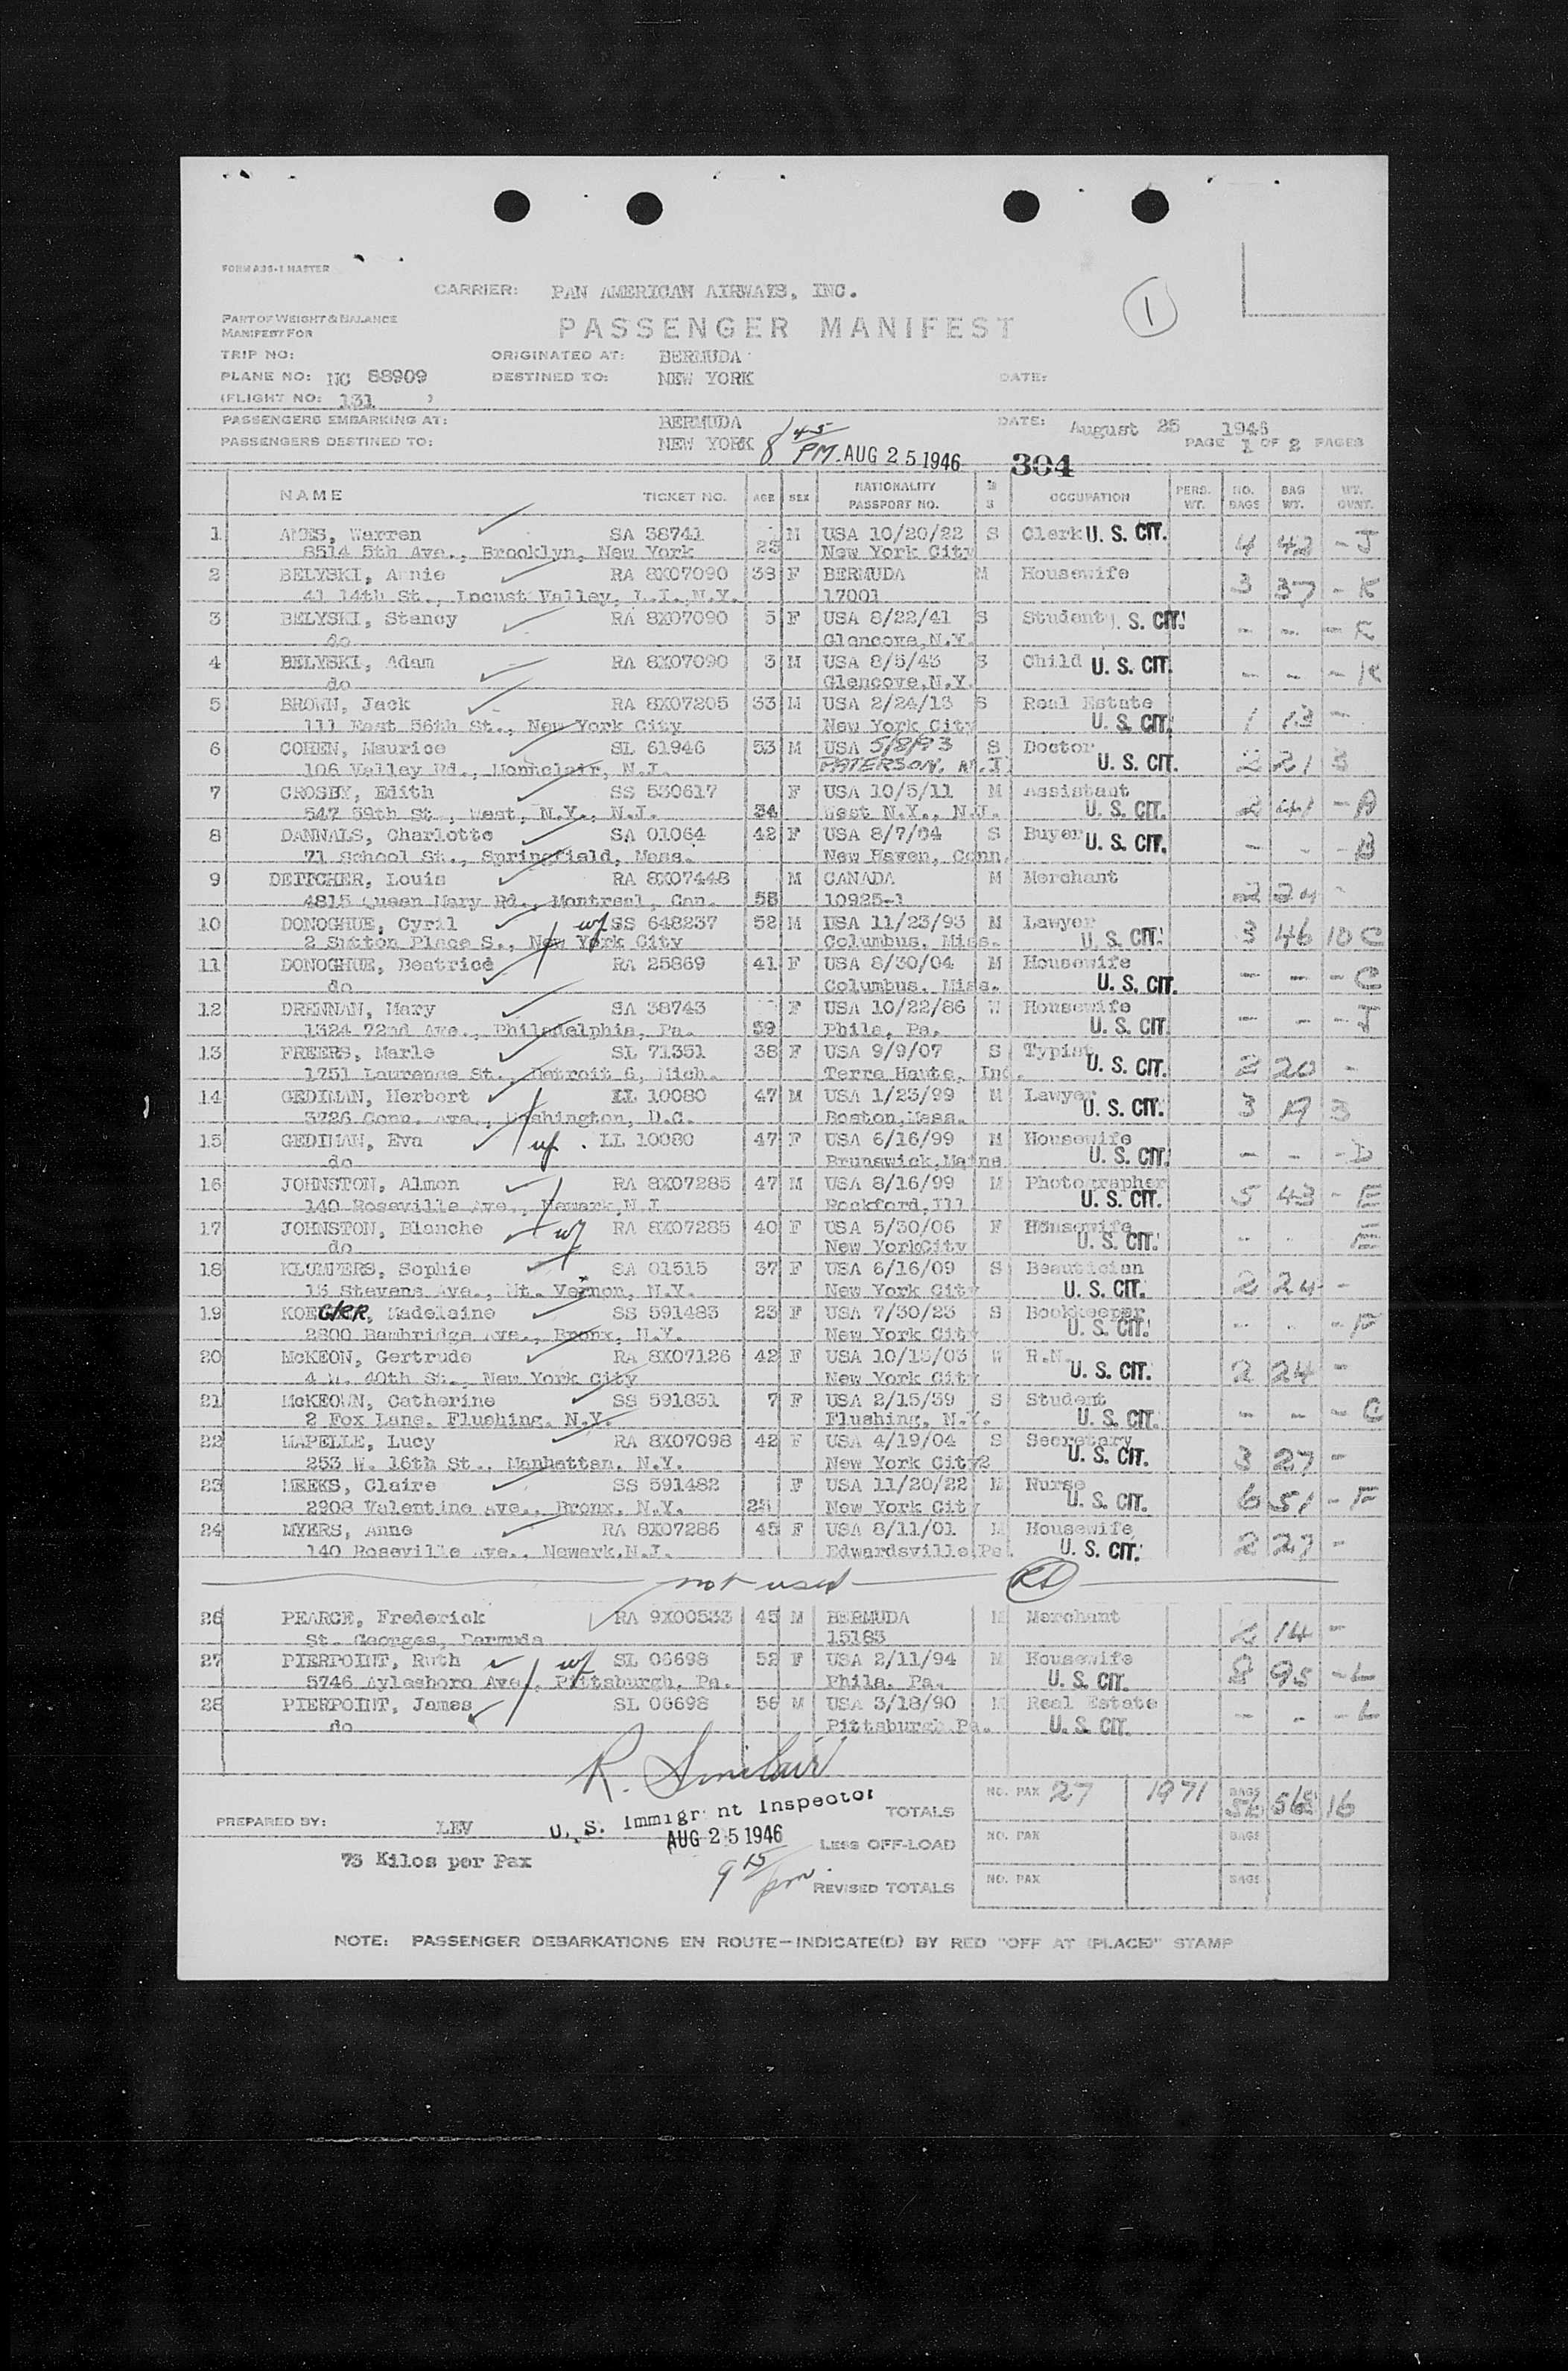 FORM A35-1 MASTER
CARRIER: PAN AMERICAN AIRWAYS, INC.
1
PART OF WEIGHT & BALANCE
MANIFEST FOR
PASSENGER MANIFEST
TRIP NO: ORIGINATED AT: BERMUDA
PLANE NO: NC 88909 DESTINED TO: NEW YORK DATE:
(FLIGHT NO: 131 )
PASSENGERS EMBARKING AT: BERMUDA DATE: August 25 1946
PASSENGERS DESTINED TO: NEW YORK 8 45 PM AUG 25 1946 304 PAGE 1 OF 2 PAGES
NAME TICKET NO. AGE SEX NATIONALITY PASSPORT NO. OCCUPATION PERS. WT. NO. BAGS BAG WT.
1 AMES, Warren SA 38741 M USA 10/20/22 S Clerk U. S. CIT. 4 42 - J
8514 5th Ave., Brooklyn, New York 23 New York City
2 BELYSKI, Annie RA 8X07090 38 F BERMUDA M Housewife 3 37 - K
41 14th St., Locust Valley, L.I. N.Y. 17001
3 BELYSKI, Stancy RA 8X07090 5 F USA 8/22/41 S Student U. S. CIT. - - - K
do Glencove, N.Y.
4 BELYSKI, Adam RA 8X07090 3 M USA 8/5/43 S Child U. S. CIT. - - - K
do Glencove, N.Y.
5 BROWN, Jack RA 8X07205 33 M USA 2/24/13 S Real Estate 1 13 -
111 East 56th St., New York City New York City U. S. CIT.
6 COHEN, Maurice SL 61946 53 M USA 5/8/93 S Doctor 2 21 3
106 Valley Rd., Montclair, N.J. PATERSON, N.J. U. S. CIT.
7 CROSBY, Edith SS 530617 F USA 10/5/11 M Assistant 2 41 - A
547 59th St., West, N.Y., N.J. 34 West N.Y., N.J. U. S. CIT.
8 DANNALS, Charlotte SA 01064 42 F USA 8/7/04 S Buyer U. S. CIT. - - - B
71 School St., Springfield, Mass. New Haven, Conn.
9 DEITCHER, Louis RA 8X07448 M CANADA M Merchant 2 24 -
4815 Queen Mary Rd., Montreal, Can. 55 10925-1
10 DONOGHUE, Cyril wf SS 648237 52 M USA 11/23/93 M Lawyer 3 46 10 C
2 Sutton Place S., New York City Columbus, Miss. U. S. CIT.
11 DONOGHUE, Beatrice RA 25869 41 F USA 8/30/04 M Housewife - - - C
do Columbus, Miss. U. S. CIT.
12 DRENNAN, Mary SA 38743 F USA 10/22/86 W Housewife - - - J
1324 72nd Ave., Philadelphia, Pa. 59 Phila, Pa. U. S. CIT.
13 FREERS, Marle SL 71351 38 F USA 9/9/07 S Typist 2 20 -
1751 Laurense St., Detroit 6, Mich. Terre Haute, Ind. U. S. CIT.
14 GEDIMAN, Herbert LL 10080 47 M USA 1/23/99 M Lawyer 3 19 3
3726 Conn. Ave., Washington, D.C. Boston, Mass. U. S. CIT.
15 GEDIMAN, Eva wf. LL 10080 47 F USA 6/16/99 M Housewife - - - D
do Brunswick, Maine U. S. CIT.
16 JOHNSTON, Almon RA 8X07285 47 M USA 8/16/99 M Photographer 5 43 - E
140 Roseville Ave., Newark, N.J. Rockford, Ill U. S. CIT.
17 JOHNSTON, Blanche wf RA 8X07285 40 F USA 5/30/06 F Housewife - - E
do New YorkCity U. S. CIT.
18 KLUMPERS, Sophie SA 01515 37 F USA 6/16/09 S Beautician 2 24 -
13 Stevens Ave., Mt. Vernon, N.Y. New York City U. S. CIT.
19 KOEGLER, Madelaine SS 591483 23 F USA 7/30/23 S Bookkeeper - - - F
2800 Bambridge Ave., Bronx, N.Y. New York City U. S. CIT.
20 McKEON, Gertrude RA 8X07126 42 F USA 10/15/03 W R.N. 2 24 -
4 W. 40th St., New York City New York City U. S. CIT.
21 McKEOWN, Catherine SS 591831 7 F USA 2/15/39 S Student - - - C
2 Fox Lane, Flushing, N.Y. Flushing, N.Y. U. S. CIT.
22 MAPELLE, Lucy RA 8X07098 42 F USA 4/19/04 S Secretary 3 27 -
253 W. 16th St., Manhattan, N.Y. New York City2 U. S. CIT.
23 MEEKS, Claire SS 591482 F USA 11/20/22 M Nurse 6 51 - F
2908 Valentine Ave., Bronx, N.Y. 23 New York City U. S. CIT.
24 MYERS, Anne RA 8X07286 45 F USA 8/11/01 M Housewife 2 27 -
140 Roseville Ave., Newark, N.J. Edwardsville, Pa. U. S. CIT.
not used
26 PEARCE, Frederick RA 9X00533 45 M BERMUDA M Merchant 2 14 -
St. Georges, Bermuda 15183
27 PIERPOINT, Ruth wf SL 06698 52 F USA 2/11/94 M Housewife 8 95 - L
5746 Aylesboro Ave., Pittsburgh, Pa. Phila. Pa. U. S. CIT.
28 PIERPOINT, James SL 06698 56 M USA 3/18/90 M Real Estate - - - L
do Pittsburgh, Pa. U. S. CIT.
R. Sinclair
U. S. Immigrant Inspector
AUG 25 1946
9 15 pm
TOTALS NO. PAX 27 1971 BAGS 16
PREPARED BY: LEV
LESS OFF-LOAD NO. PAX BAGS
73 Kilos per Pax
REVISED TOTALS NO. PAX BAGS
NOTE: PASSENGER DEBARKATIONS EN ROUTE—INDICATE(D) BY RED "OFF AT (PLACE)" STAMP